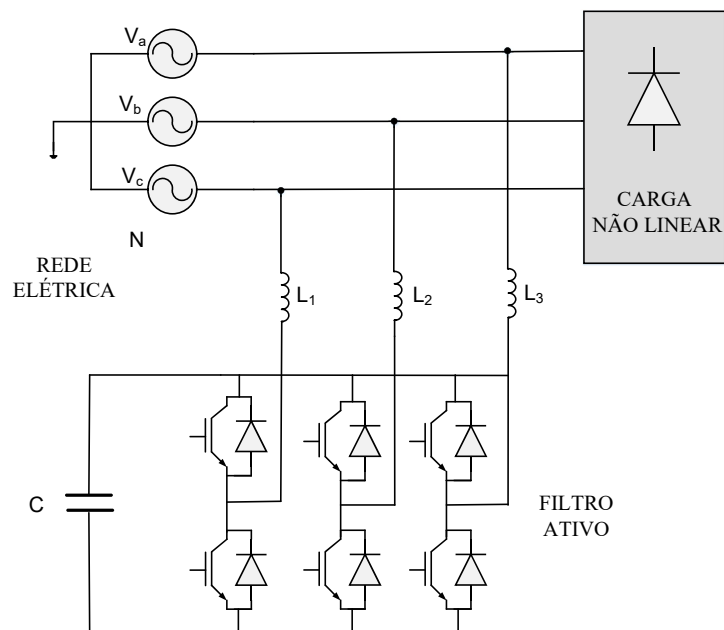 Va
Vb
Vc
N
REDE
ELÉTRICA
CARGA
NÃO LINEAR
L1
L2
L3
C
FILTRO
ATIVO